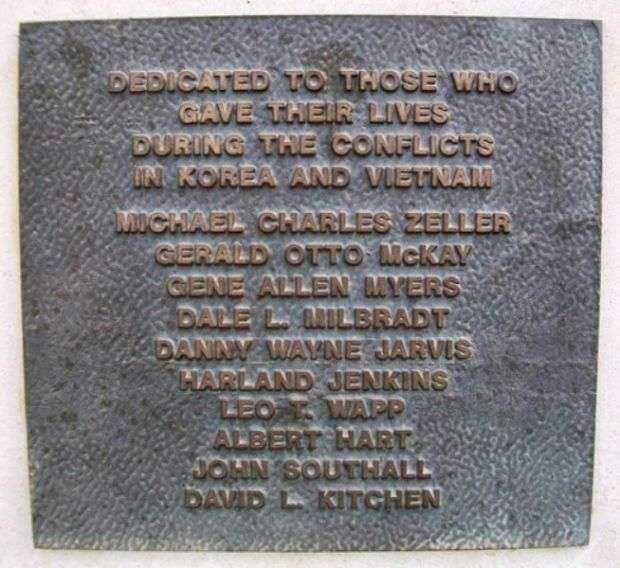 DEDICATED TO THOSE WHO
GAVE THEIR LIVES
DURING THE CONFLICTS
IN KOREA AND VIETNAM
MICHAEL CHARLES ZELLER
GERALD OTTO McKAY
GENE ALLEN MYERS
DALE L. MILBRADT
DANNY WAYNE JARVIS
HARLAND JENKINS
LEO T. WAPP
ALBERT HART
JOHN SOUTHALL
DAVID L. KITCHEN